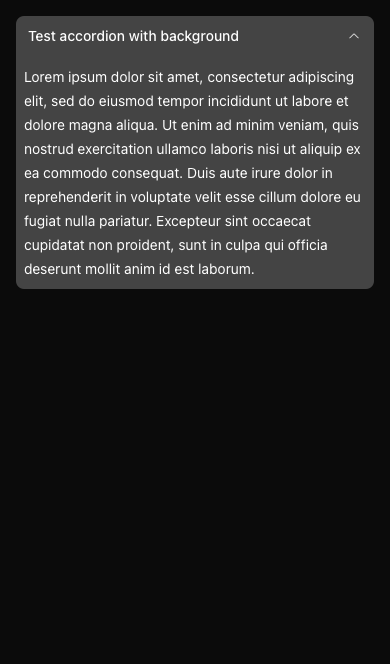 Test accordion with background
Lorem ipsum dolor sit amet, consectetur adipiscing
elit, sed do eiusmod tempor incididunt ut labore et
dolore magna aliqua. Ut enim ad minim veniam, quis
nostrud exercitation ullamco laboris nisi ut aliquip ex
ea commodo consequat. Duis aute irure dolor in
reprehenderit in voluptate velit esse cillum dolore eu
fugiat nulla pariatur. Excepteur sint occaecat
cupidatat non proident, sunt in culpa qui officia
deserunt mollit anim id est laborum.